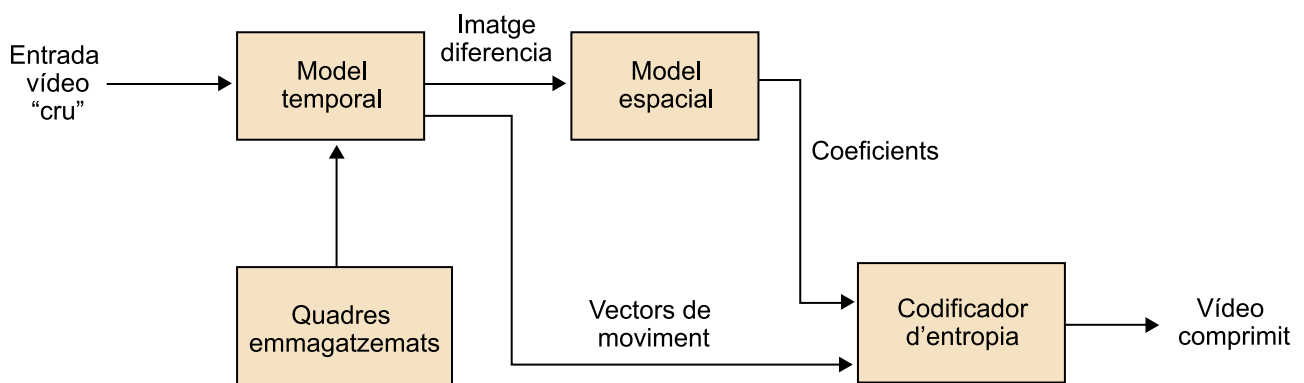 Entrada
vídeo
“cru”
Model
temporal
Imatge
diferencia
Model
espacial
Coeficients
Quadres
emmagatzemats
Vectors de
moviment
Codificador
d’entropia
Vídeo
comprimit